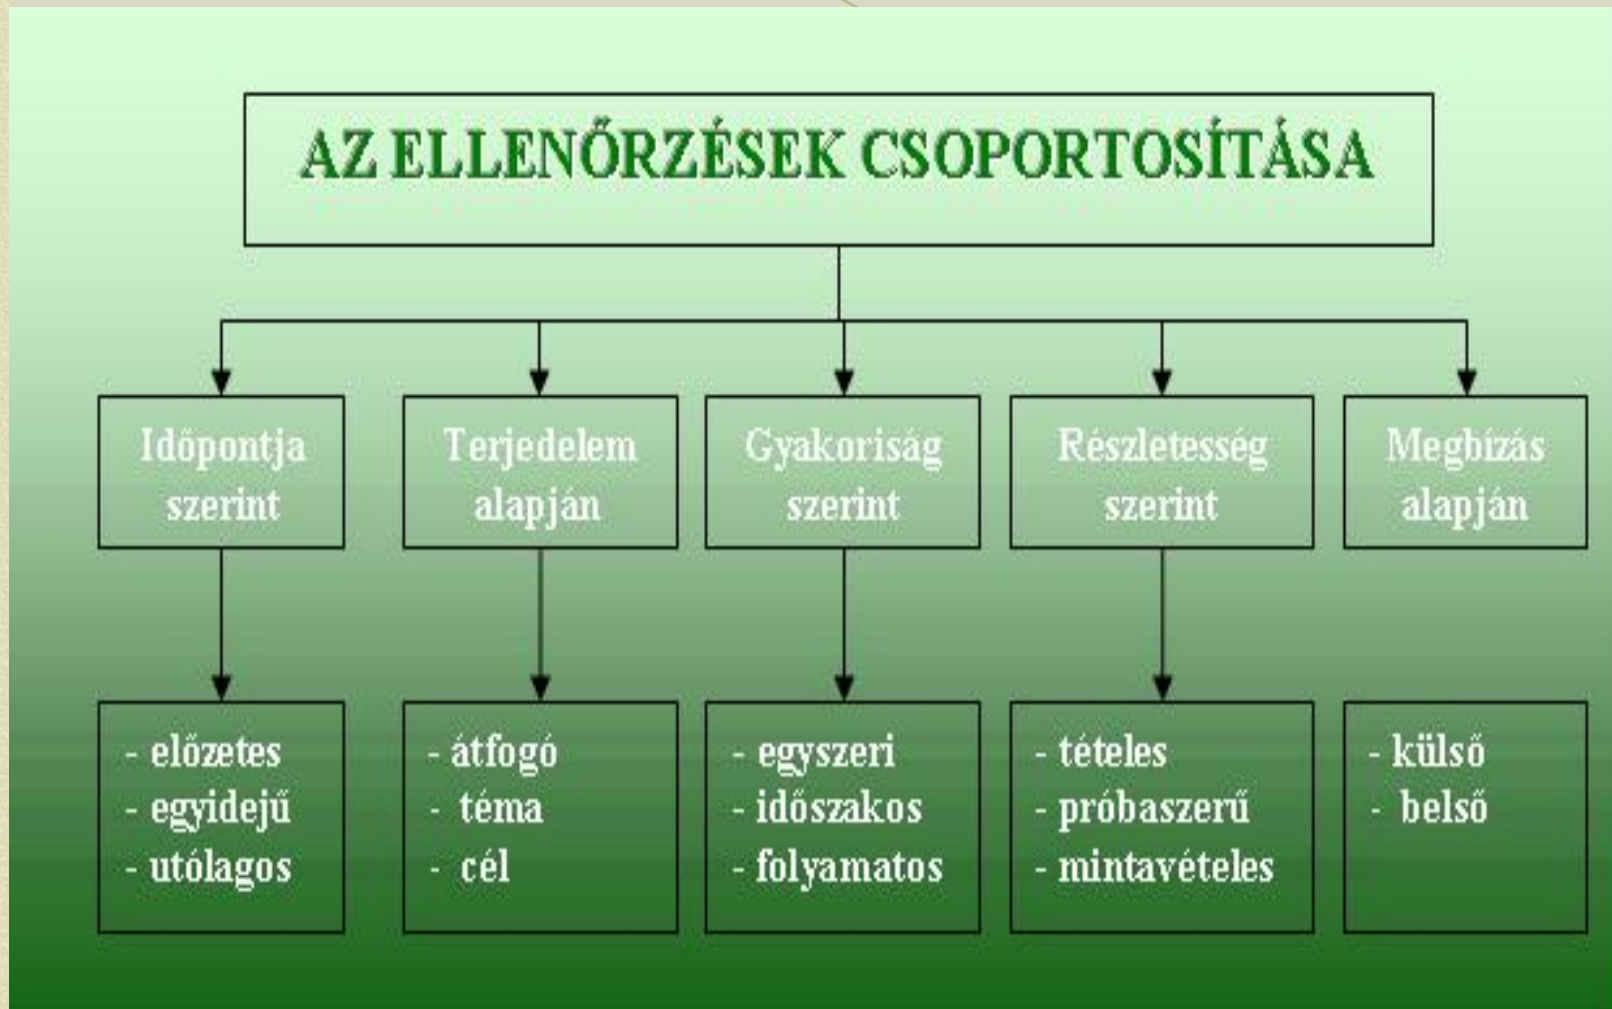 AZ ELLENŐRZÉSEK CSOPORTOSÍTÁSA
Időpontja
szerint
Terjedelem
alapján
Gyakoriság
szerint
Részletesség
szerint
Megbízás
alapján
- előzetes
- egyidejű
- utólagos
- átfogó
- téma
- cél
- egyszeri
- időszakos
- folyamatos
- tételes
- próbaszerű
- mintavételes
- külső
- belső